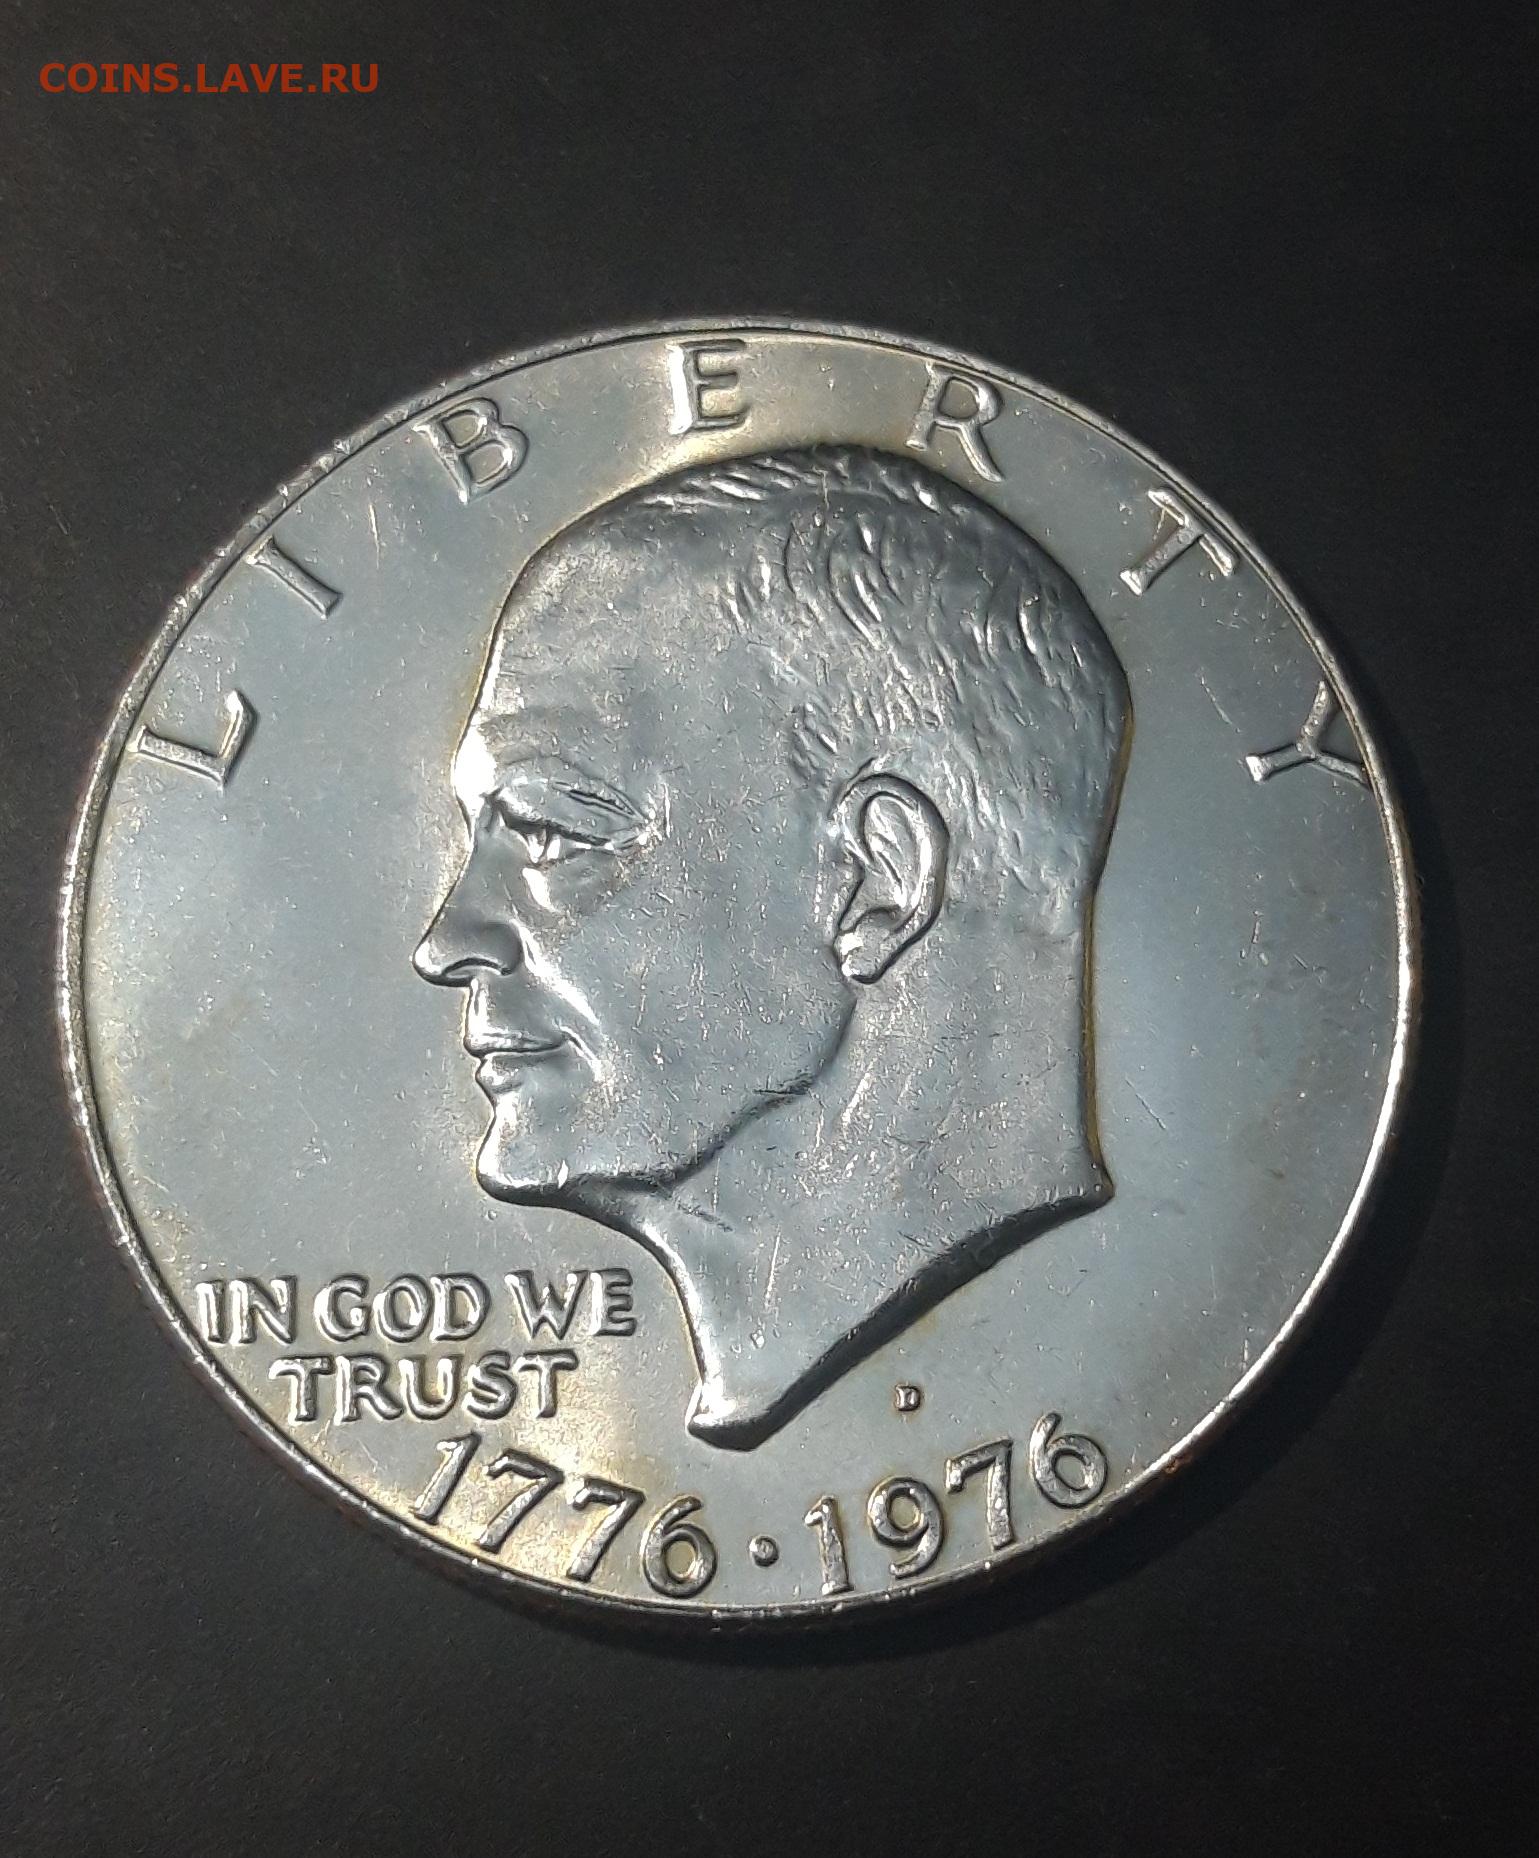 COINS.LAVE.RU
LIBERTY
IN GOD WE
TRUST
D
1776·1976